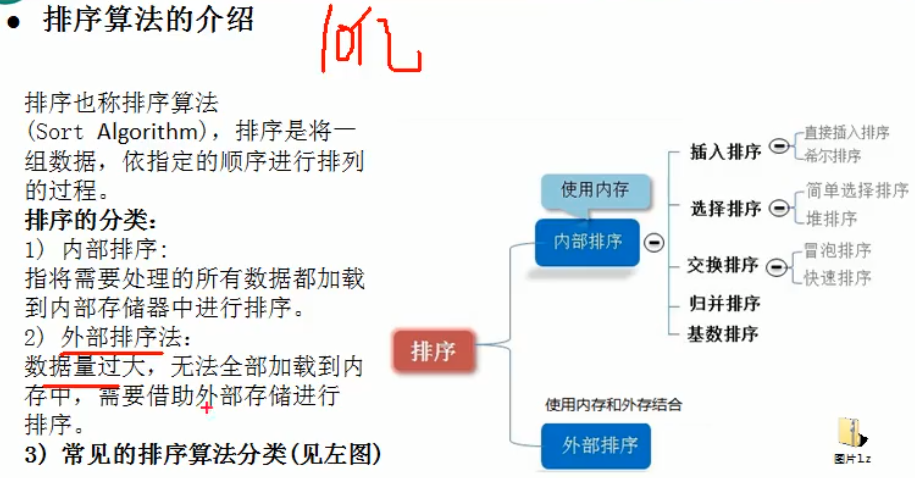 ● 排序算法的介绍
10亿
排序也称排序算法
(Sort Algorithm)，排序是将一
组数据，依指定的顺序进行排列
的过程。
排序的分类：
1) 内部排序:
指将需要处理的所有数据都加载
到内部存储器中进行排序。
2) 外部排序法：
数据量过大，无法全部加载到内
存中，需要借助外部存储进行
排序。
3) 常见的排序算法分类(见左图)
排序
使用内存
内部排序
插入排序
直接插入排序
希尔排序
选择排序
简单选择排序
堆排序
交换排序
冒泡排序
快速排序
归并排序
基数排序
使用内存和外存结合
外部排序
图片1z